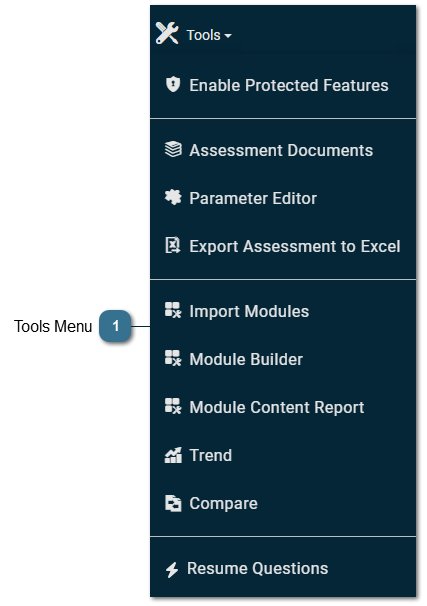 Tools
Enable Protected Features
Assessment Documents
Parameter Editor
Export Assessment to Excel
Tools Menu 1
Import Modules
Module Builder
Module Content Report
Trend
Compare
Resume Questions